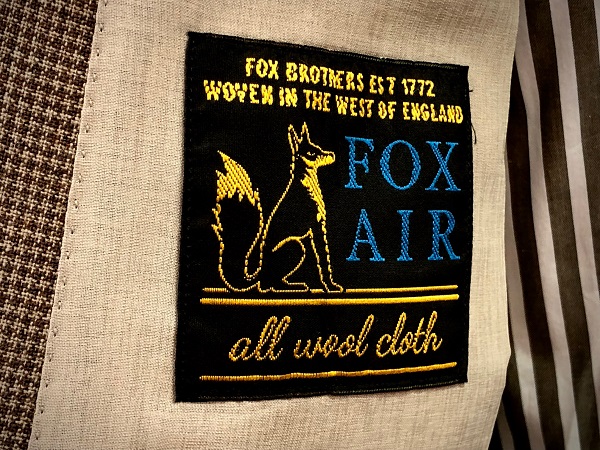 FOX BROTHERS EST 1772
WOVEN IN THE WEST OF ENGLAND
FOX
AIR
all wool cloth